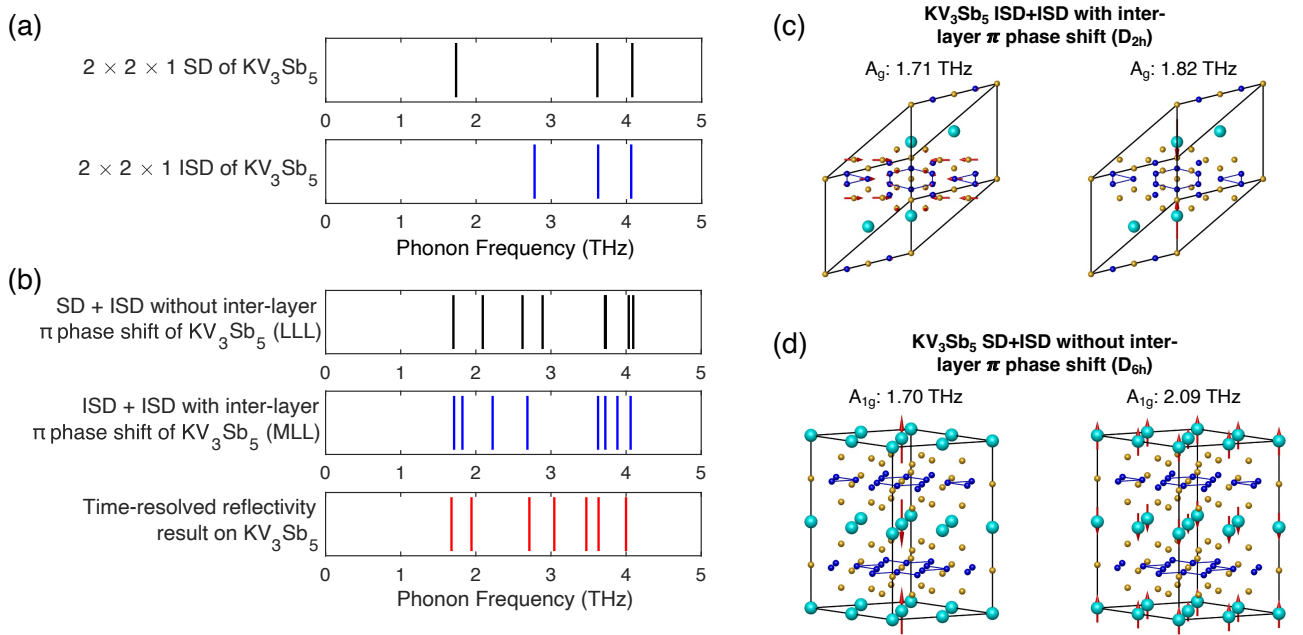 (a)
2 × 2 × 1 SD of KV₃Sb₅
0 1 2 3 4 5
2 × 2 × 1 ISD of KV₃Sb₅
0 1 2 3 4 5
Phonon Frequency (THz)
(b)
SD + ISD without inter-layer
π phase shift of KV₃Sb₅ (LLL)
0 1 2 3 4 5
ISD + ISD with inter-layer
π phase shift of KV₃Sb₅ (MLL)
0 1 2 3 4 5
Time-resolved reflectivity
result on KV₃Sb₅
0 1 2 3 4 5
Phonon Frequency (THz)
(c)
KV₃Sb₅ ISD+ISD with inter-
layer π phase shift (D₂ₕ)
A_g: 1.71 THz
A_g: 1.82 THz
(d)
KV₃Sb₅ SD+ISD without inter-
layer π phase shift (D₆ₕ)
A₁g: 1.70 THz
A₁g: 2.09 THz